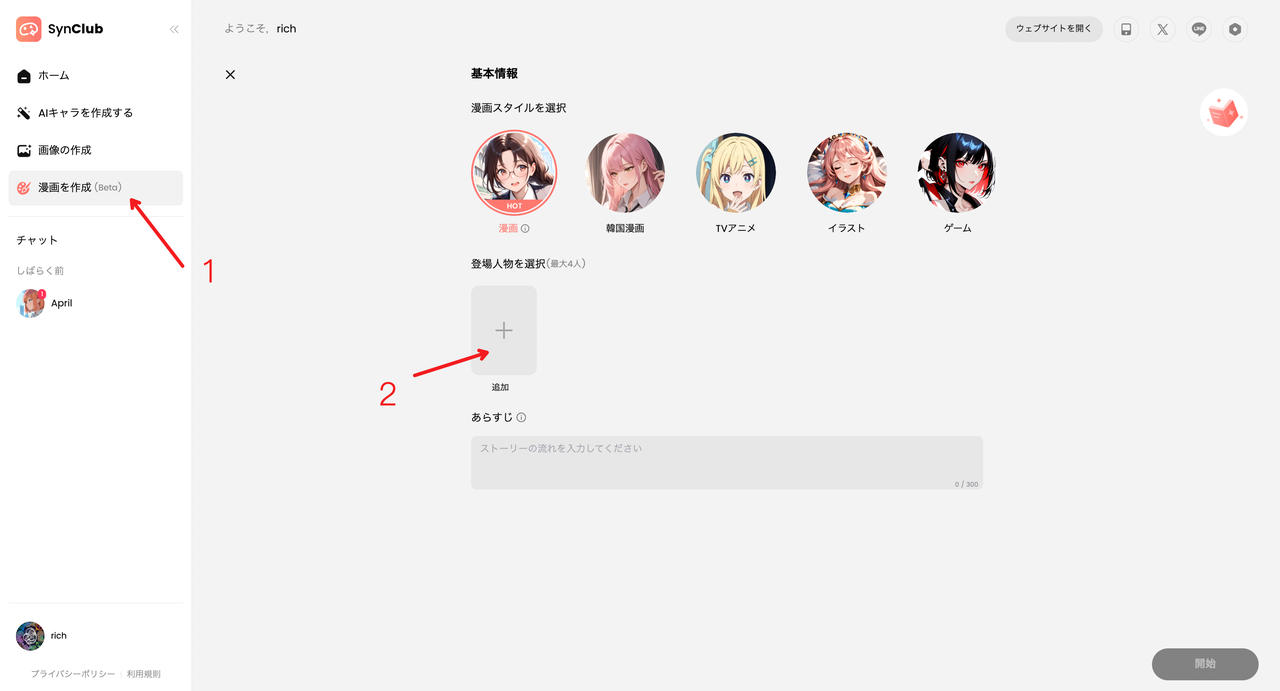 SynClub
ホーム
AIキャラを作成する
画像の作成
漫画を作成 (Beta)
チャット
しばらく前
1
April
rich
プライバシーポリシー | 利用規則
ようこそ, rich
ウェブサイトを開く
LINE
基本情報
漫画スタイルを選択
HOT
漫画
韓国漫画
TVアニメ
イラスト
ゲーム
1
登場人物を選択(最大4人)
2
追加
あらすじ
ストーリーの流れを入力してください
0 / 300
開始